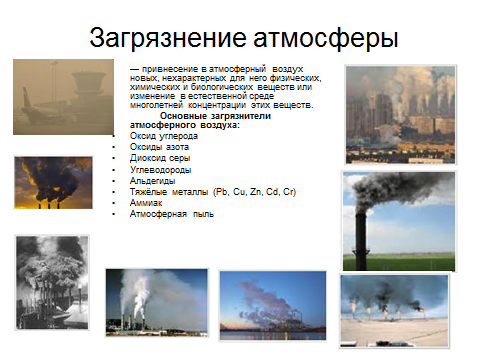 Загрязнение атмосферы
— привнесение в атмосферный воздух
новых, нехарактерных для него физических,
химических и биологических веществ или
изменение в естественной среде
многолетней концентрации этих веществ.
Основные загрязнители
атмосферного воздуха:
• Оксид углерода
• Оксиды азота
• Диоксид серы
• Углеводороды
• Альдегиды
• Тяжёлые металлы (Pb, Cu, Zn, Cd, Cr)
• Аммиак
• Атмосферная пыль